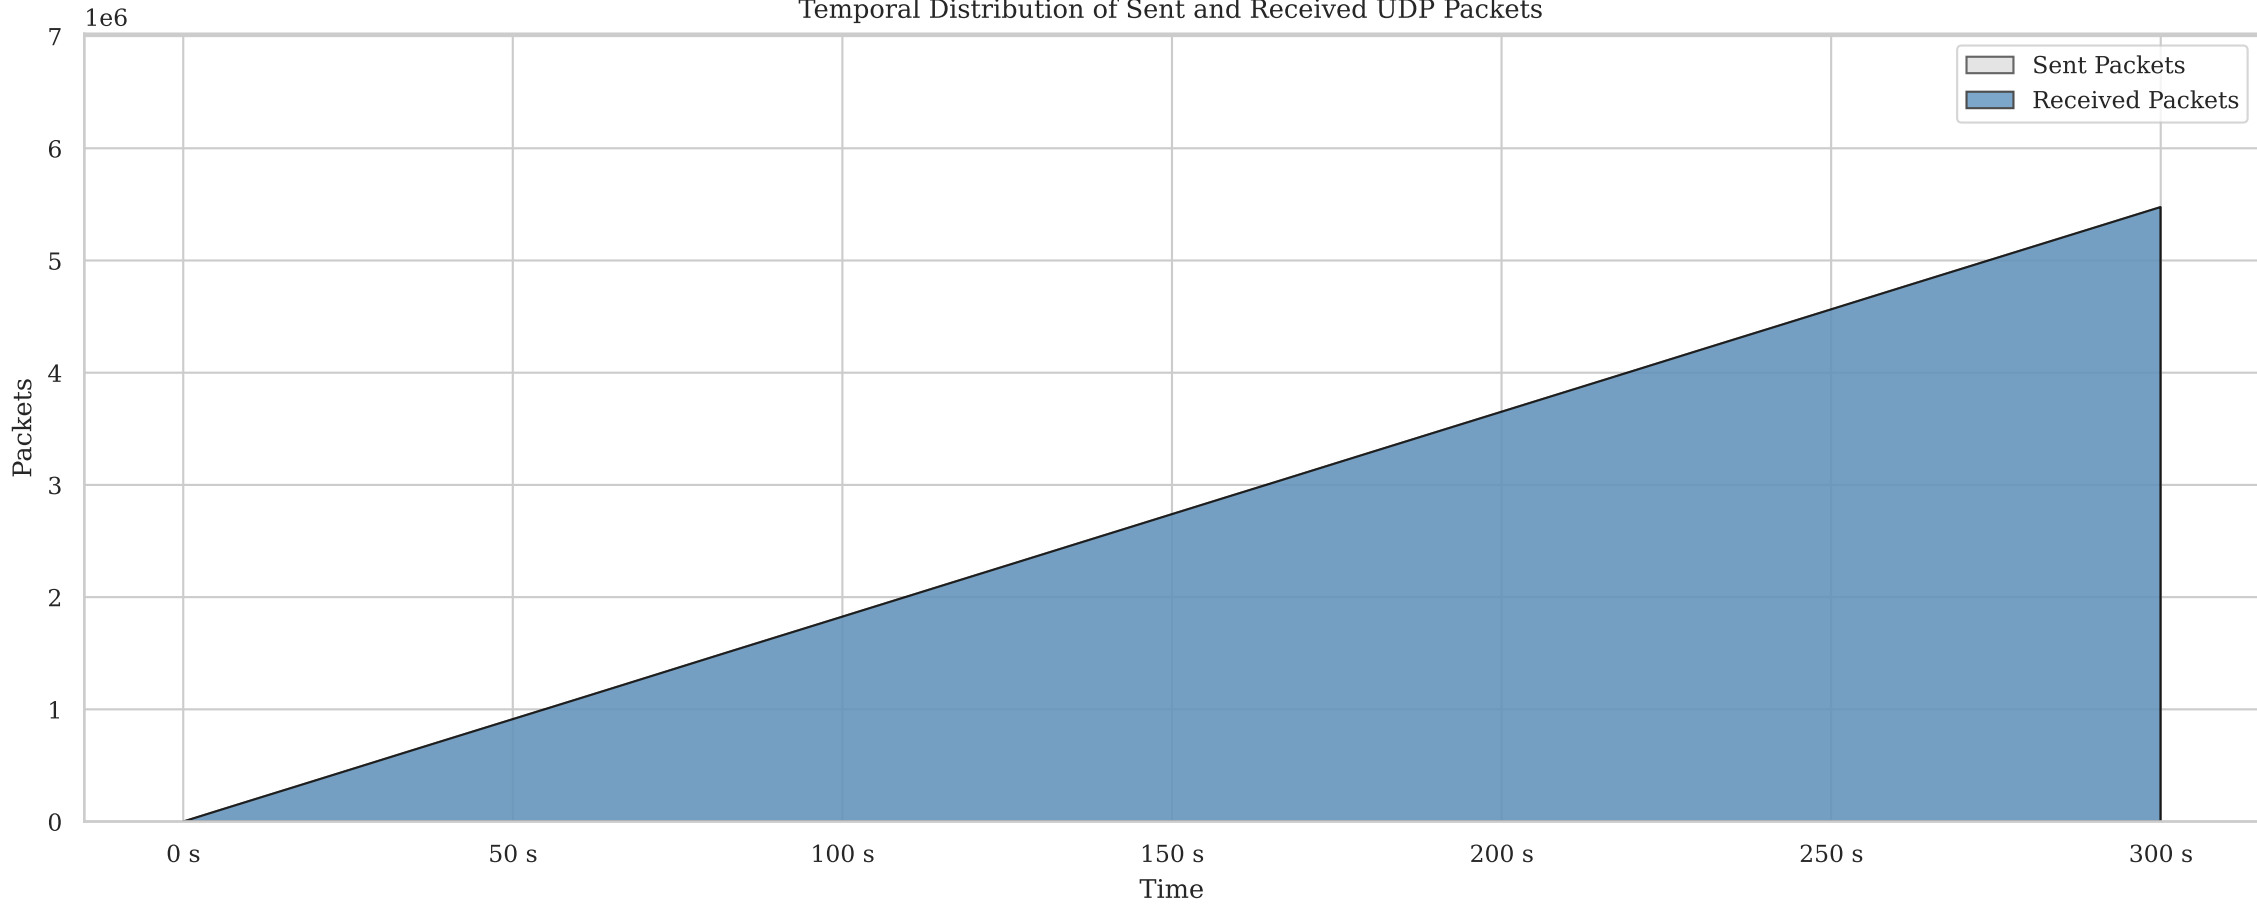 Temporal Distribution of Sent and Received UDP Packets
1e6
7
6
5
4
3
2
1
0
Packets
Sent Packets
Received Packets
0 s 50 s 100 s 150 s 200 s 250 s 300 s
Time